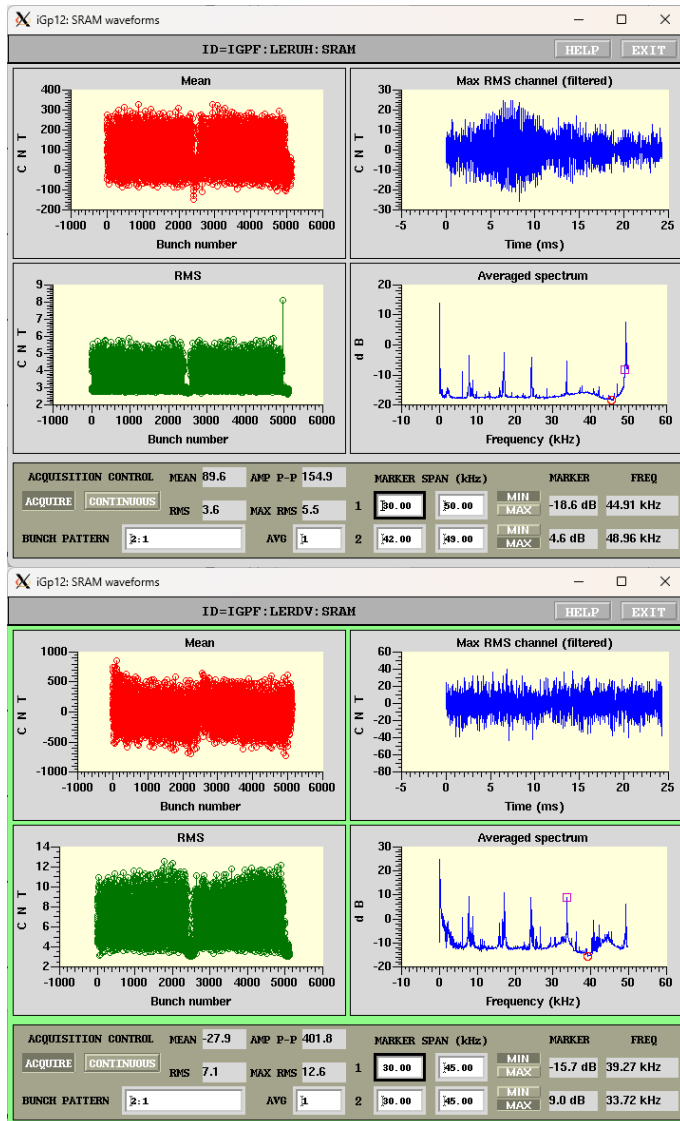 iGp12: SRAM waveforms
ID=IGPF:LERUH:SRAM HELP EXIT
Mean
400
300
200
100
0
-100
-200
C N T
-1000 0 1000 2000 3000 4000 5000 6000
Bunch number
Max RMS channel (filtered)
30
20
10
0
-10
-20
-30
C N T
-5 0 5 10 15 20 25
Time (ms)
RMS
9
8
7
6
5
4
3
2
C N T
-1000 0 1000 2000 3000 4000 5000 6000
Bunch number
Averaged spectrum
20
10
0
-10
-20
d B
-10 0 10 20 30 40 50 60
Frequency (kHz)
ACQUISITION CONTROL MEAN 89.6 AMP P-P 154.9 MARKER SPAN (kHz) MARKER FREQ
ACQUIRE CONTINUOUS RMS 3.6 MAX RMS 5.5 1 30.00 50.00 MIN MAX -18.6 dB 44.91 kHz
BUNCH PATTERN 2:1 AVG 1 2 42.00 49.00 MIN MAX 4.6 dB 48.96 kHz
iGp12: SRAM waveforms
ID=IGPF:LERDV:SRAM HELP EXIT
Mean
1000
500
0
-500
-1000
C N T
-1000 0 1000 2000 3000 4000 5000 6000
Bunch number
Max RMS channel (filtered)
60
40
20
0
-20
-40
-60
-80
C N T
-5 0 5 10 15 20 25
Time (ms)
RMS
14
12
10
8
6
4
2
C N T
-1000 0 1000 2000 3000 4000 5000 6000
Bunch number
Averaged spectrum
30
20
10
0
-10
-20
d B
-10 0 10 20 30 40 50 60
Frequency (kHz)
ACQUISITION CONTROL MEAN -27.9 AMP P-P 401.8 MARKER SPAN (kHz) MARKER FREQ
ACQUIRE CONTINUOUS RMS 7.1 MAX RMS 12.6 1 30.00 45.00 MIN MAX -15.7 dB 39.27 kHz
BUNCH PATTERN 2:1 AVG 1 2 30.00 45.00 MIN MAX 9.0 dB 33.72 kHz